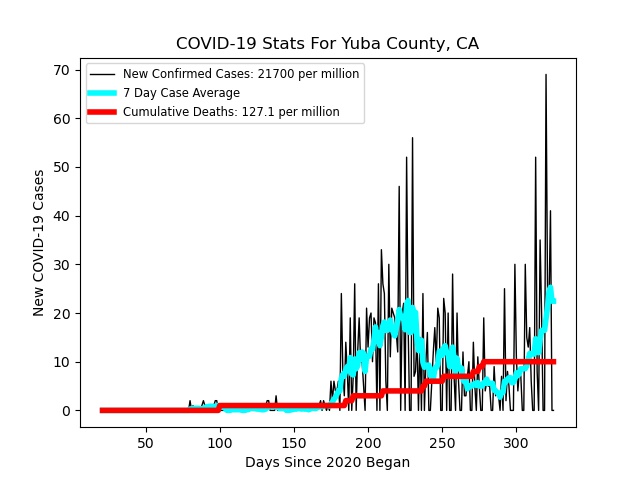 COVID-19 Stats For Yuba County, CA
New Confirmed Cases: 21700 per million
7 Day Case Average
Cumulative Deaths: 127.1 per million
New COVID-19 Cases
70
60
50
40
30
20
10
0
50 100 150 200 250 300
Days Since 2020 Began